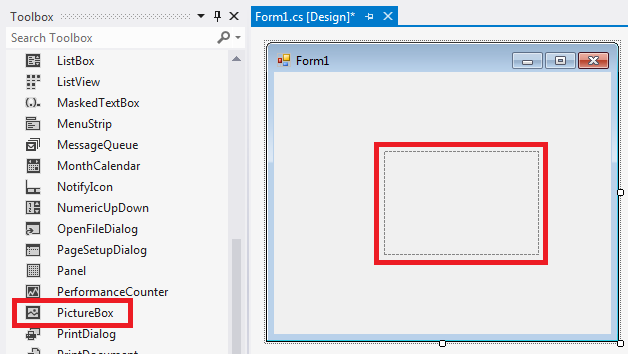 Toolbox
Search Toolbox
ListBox
ListView
MaskedTextBox
MenuStrip
MessageQueue
MonthCalendar
NotifyIcon
NumericUpDown
OpenFileDialog
PageSetupDialog
Panel
PerformanceCounter
PictureBox
PrintDialog
PrintDocument
Form1.cs [Design]*
Form1